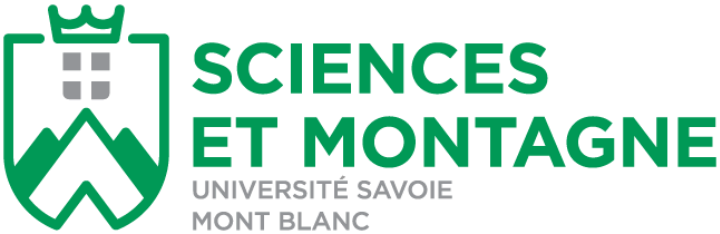 SCIENCES
ET MONTAGNE
UNIVERSITÉ SAVOIE
MONT BLANC